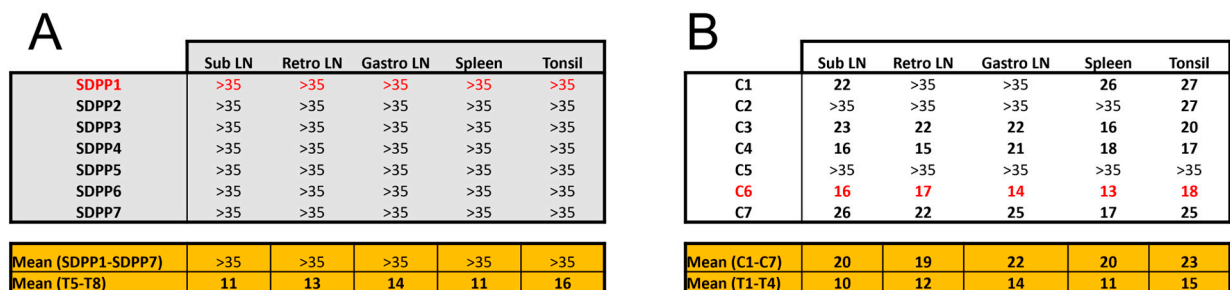 A
Sub LN Retro LN Gastro LN Spleen Tonsil
SDPP1 >35 >35 >35 >35 >35
SDPP2 >35 >35 >35 >35 >35
SDPP3 >35 >35 >35 >35 >35
SDPP4 >35 >35 >35 >35 >35
SDPP5 >35 >35 >35 >35 >35
SDPP6 >35 >35 >35 >35 >35
SDPP7 >35 >35 >35 >35 >35
Mean (SDPP1-SDPP7) >35 >35 >35 >35 >35
Mean (T5-T8) 11 13 14 11 16
B
Sub LN Retro LN Gastro LN Spleen Tonsil
C1 22 >35 >35 26 27
C2 >35 >35 >35 >35 27
C3 23 22 22 16 20
C4 16 15 21 18 17
C5 >35 >35 >35 >35 >35
C6 16 17 14 13 18
C7 26 22 25 17 25
Mean (C1-C7) 20 19 22 20 23
Mean (T1-T4) 10 12 14 11 15